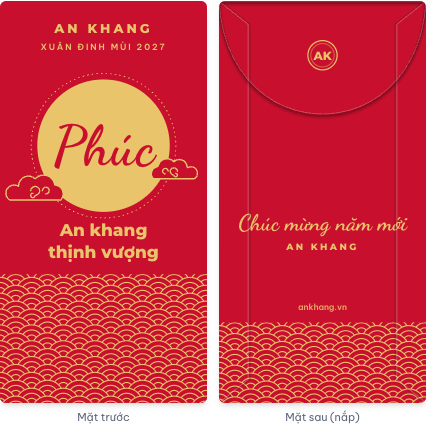 AN KHANG
XUÂN ĐINH MÙI 2027
Phúc
An khang
thịnh vượng
Mặt trước
AK
Chúc mừng năm mới
AN KHANG
ankhang.vn
Mặt sau (nắp)